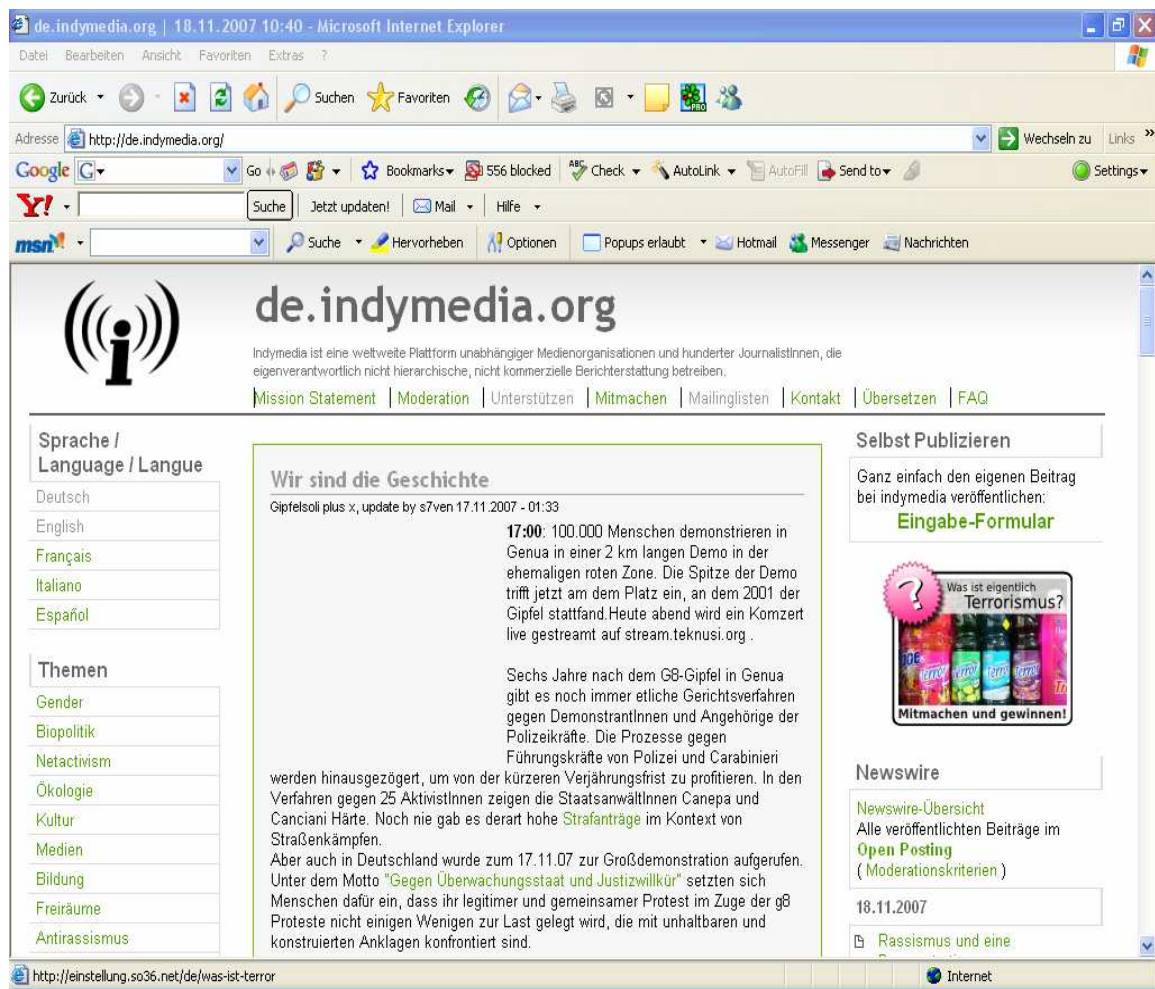 de.indymedia.org | 18.11.2007 10:40 - Microsoft Internet Explorer
Datei Bearbeiten Ansicht Favoriten Extras ?
Zurück Suchen Favoriten PRO
Adresse http://de.indymedia.org/ Wechseln zu Links »
Google G Go Bookmarks 556 blocked ABC Check AutoLink AutoFill Send to Settings
Y! Suche Jetzt updaten! Mail Hilfe
msn Suche Hervorheben Optionen Popups erlaubt Hotmail Messenger Nachrichten
((i))
de.indymedia.org
Indymedia ist eine weltweite Plattform unabhängiger Medienorganisationen und hunderter JournalistInnen, die
eigenverantwortlich nicht hierarchische, nicht kommerzielle Berichterstattung betreiben.
Mission Statement | Moderation | Unterstützen | Mitmachen | Mailinglisten | Kontakt | Übersetzen | FAQ
Sprache /
Language / Langue
Deutsch
English
Français
Italiano
Español
Themen
Gender
Biopolitik
Netactivism
Ökologie
Kultur
Medien
Bildung
Freiräume
Antirassismus
Wir sind die Geschichte
Gipfelsoli plus x, update by s7ven 17.11.2007 - 01:33
17:00: 100.000 Menschen demonstrieren in
Genua in einer 2 km langen Demo in der
ehemaligen roten Zone. Die Spitze der Demo
trifft jetzt am dem Platz ein, an dem 2001 der
Gipfel stattfand.Heute abend wird ein Komzert
live gestreamt auf stream.teknusi.org .
Sechs Jahre nach dem G8-Gipfel in Genua
gibt es noch immer etliche Gerichtsverfahren
gegen DemonstrantInnen und Angehörige der
Polizeikräfte. Die Prozesse gegen
Führungskräfte von Polizei und Carabinieri
werden hinausgezögert, um von der kürzeren Verjährungsfrist zu profitieren. In den
Verfahren gegen 25 AktivistInnen zeigen die StaatsanwältInnen Canepa und
Canciani Härte. Noch nie gab es derart hohe Strafanträge im Kontext von
Straßenkämpfen.
Aber auch in Deutschland wurde zum 17.11.07 zur Großdemonstration aufgerufen.
Unter dem Motto "Gegen Überwachungsstaat und Justizwillkür" setzten sich
Menschen dafür ein, dass ihr legitimer und gemeinsamer Protest im Zuge der g8
Proteste nicht einigen Wenigen zur Last gelegt wird, die mit unhaltbaren und
konstruierten Anklagen konfrontiert sind.
Selbst Publizieren
Ganz einfach den eigenen Beitrag
bei indymedia veröffentlichen:
Eingabe-Formular
?
Was ist eigentlich
Terrorismus?
Mitmachen und gewinnen!
Newswire
Newswire-Übersicht
Alle veröffentlichten Beiträge im
Open Posting
( Moderationskriterien )
18.11.2007
Rassismus und eine
http://einstellung.so36.net/de/was-ist-terror Internet